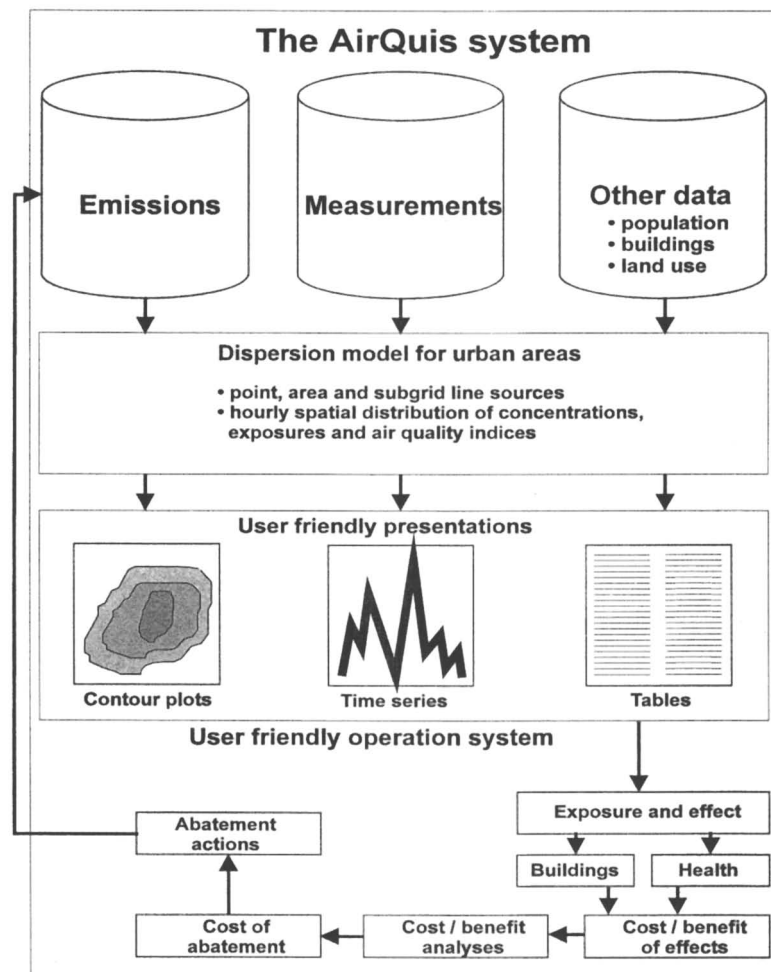 The AirQuis system
Emissions
Measurements
Other data
• population
• buildings
• land use
Dispersion model for urban areas
• point, area and subgrid line sources
• hourly spatial distribution of concentrations,
exposures and air quality indices
User friendly presentations
Contour plots
Time series
Tables
User friendly operation system
Exposure and effect
Buildings
Health
Cost / benefit
of effects
Cost / benefit
analyses
Cost of
abatement
Abatement
actions